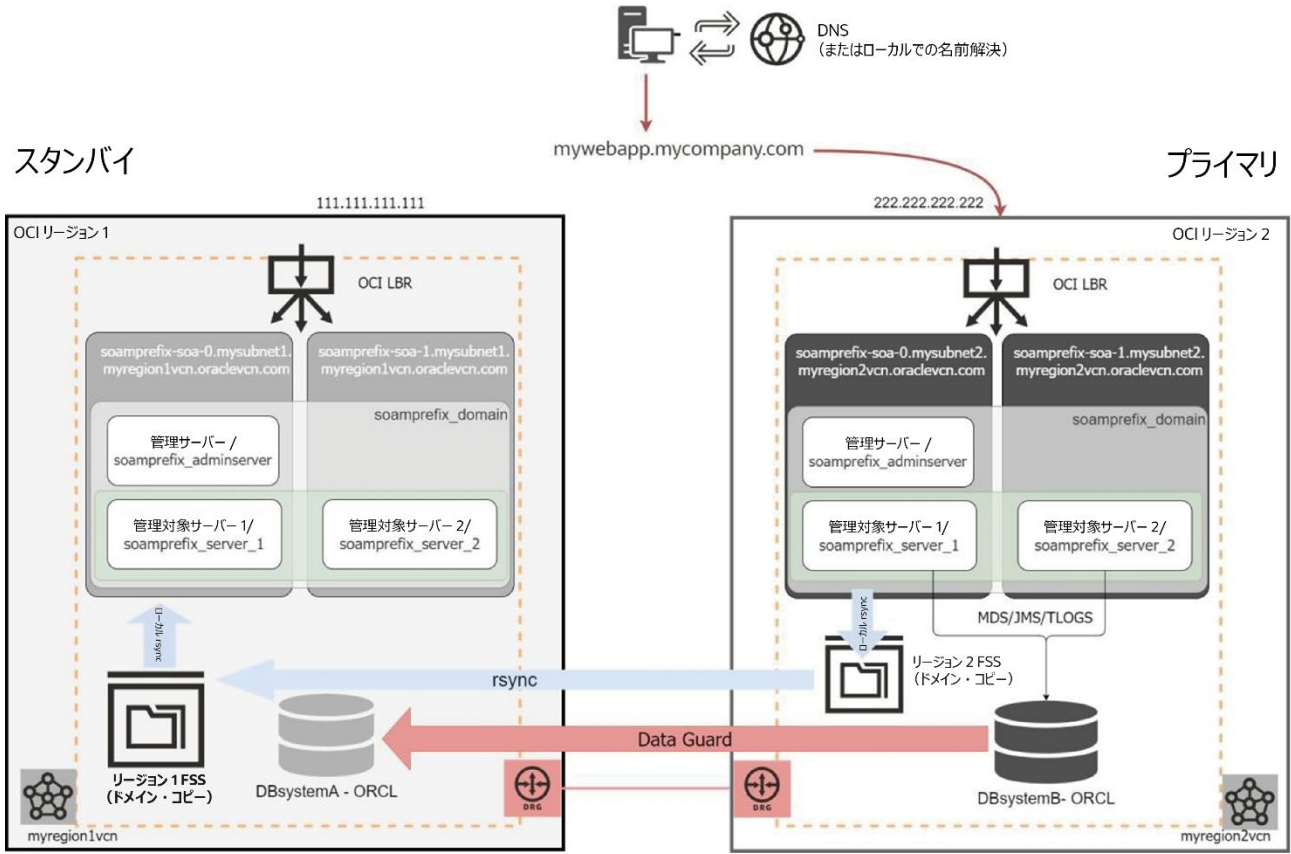 DNS
（またはローカルでの名前解決）
mywebapp.mycompany.com
スタンバイ
プライマリ
111.111.111.111
222.222.222.222
OCI リージョン 1
OCI LBR
soamprefix-soa-0.mysubnet1.
myregion1vcn.oraclevcn.com
soamprefix-soa-1.mysubnet1.
myregion1vcn.oraclevcn.com
soamprefix_domain
管理サーバー /
soamprefix_adminserver
管理対象サーバー 1/
soamprefix_server_1
管理対象サーバー 2/
soamprefix_server_2
ローカル rsync
リージョン 1 FSS
（ドメイン・コピー）
DBsystemA - ORCL
DRG
myregion1vcn
rsync
Data Guard
OCI リージョン 2
OCI LBR
soamprefix-soa-0.mysubnet2.
myregion2vcn.oraclevcn.com
soamprefix-soa-1.mysubnet2.
myregion2vcn.oraclevcn.com
soamprefix_domain
管理サーバー /
soamprefix_adminserver
管理対象サーバー 1/
soamprefix_server_1
管理対象サーバー 2/
soamprefix_server_2
ローカル rsync
MDS/JMS/TLOGS
リージョン 2 FSS
（ドメイン・コピー）
DBsystemB- ORCL
DRG
myregion2vcn